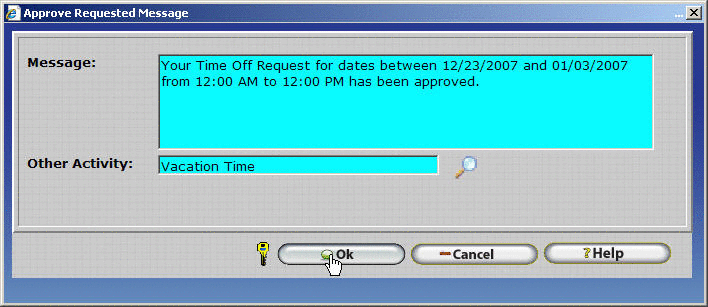 Approve Requested Message
Message:
Your Time Off Request for dates between 12/23/2007 and 01/03/2007
from 12:00 AM to 12:00 PM has been approved.
Other Activity:
Vacation Time
Ok
Cancel
? Help